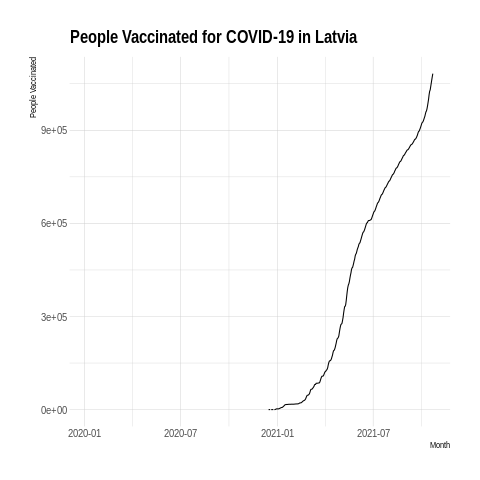 People Vaccinated for COVID-19 in Latvia
People Vaccinated
9e+05
6e+05
3e+05
0e+00
2020-01
2020-07
2021-01
2021-07
Month